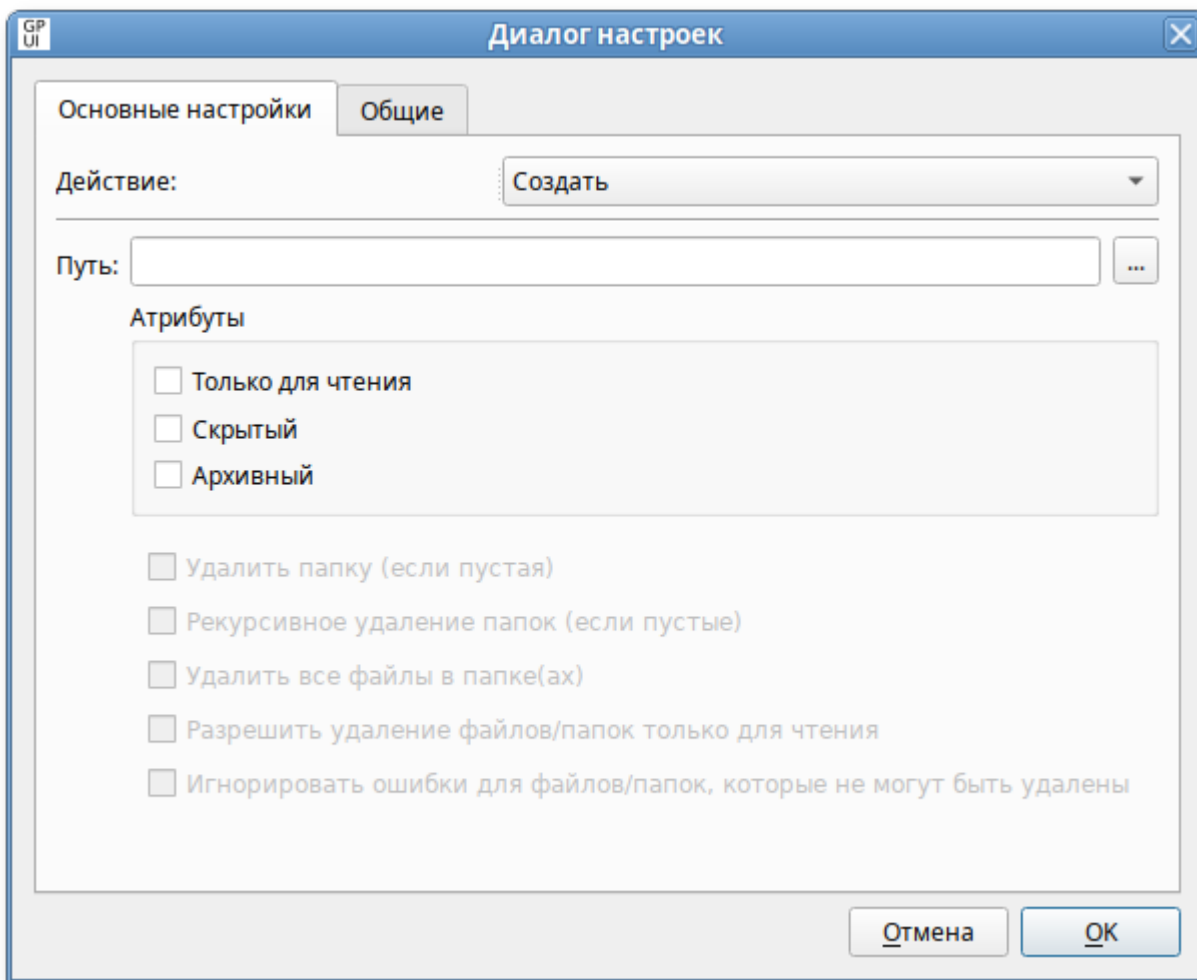 GP
UI
Диалог настроек
Основные настройки Общие
Действие: Создать
Путь: ...
Атрибуты
Только для чтения
Скрытый
Архивный
Удалить папку (если пустая)
Рекурсивное удаление папок (если пустые)
Удалить все файлы в папке(ах)
Разрешить удаление файлов/папок только для чтения
Игнорировать ошибки для файлов/папок, которые не могут быть удалены
Отмена OK